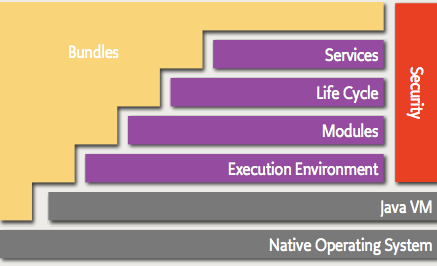 Bundles
Services
Life Cycle
Modules
Execution Environment
Security
Java VM
Native Operating System